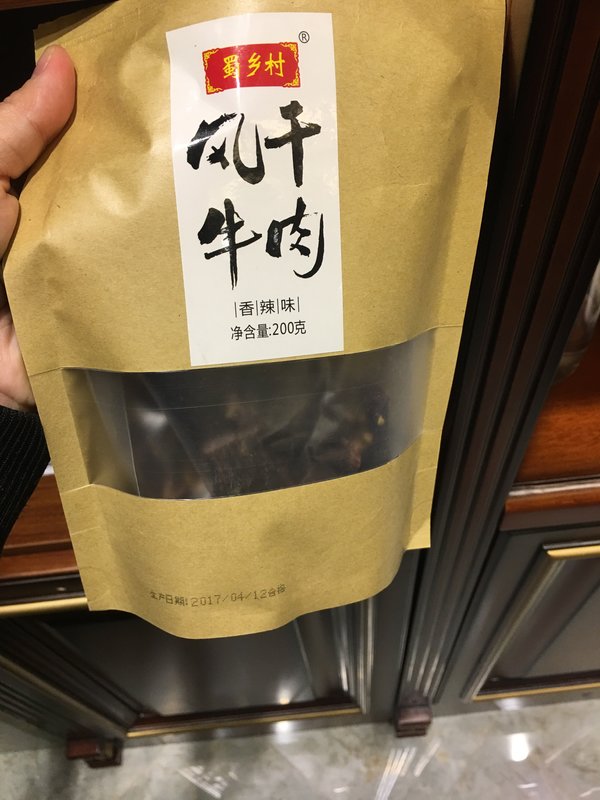 蜀乡村
®
风干
牛肉
|香|辣|味|
净含量:200克
生产日期:2017/04/12合格